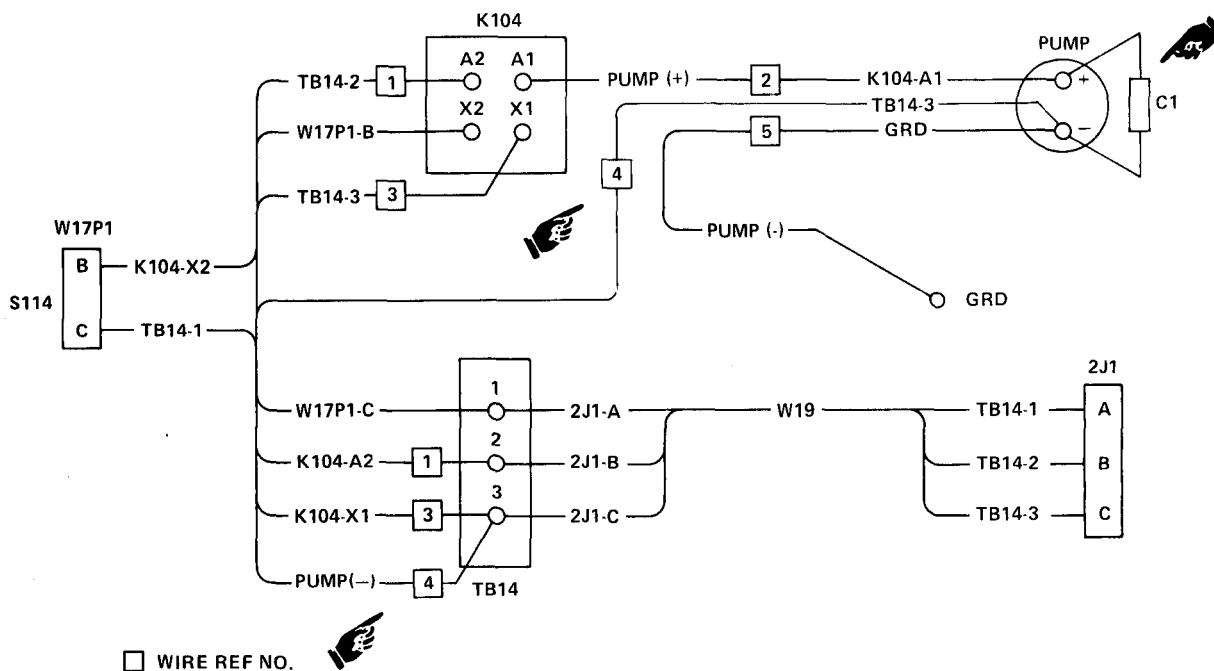 K104
A2 A1
X2 X1
TB14-2 1
W17P1-B
TB14-3 3
PUMP (+) 2 K104-A1
PUMP
+
−
C1
TB14-3
5 GRD
4
PUMP (-)
GRD
W17P1
S114
B K104-X2
C TB14-1
W17P1-C 1 2J1-A
K104-A2 1 2 2J1-B
K104-X1 3 3 2J1-C
PUMP(—) 4
TB14
W19
2J1
TB14-1 A
TB14-2 B
TB14-3 C
□ WIRE REF NO.